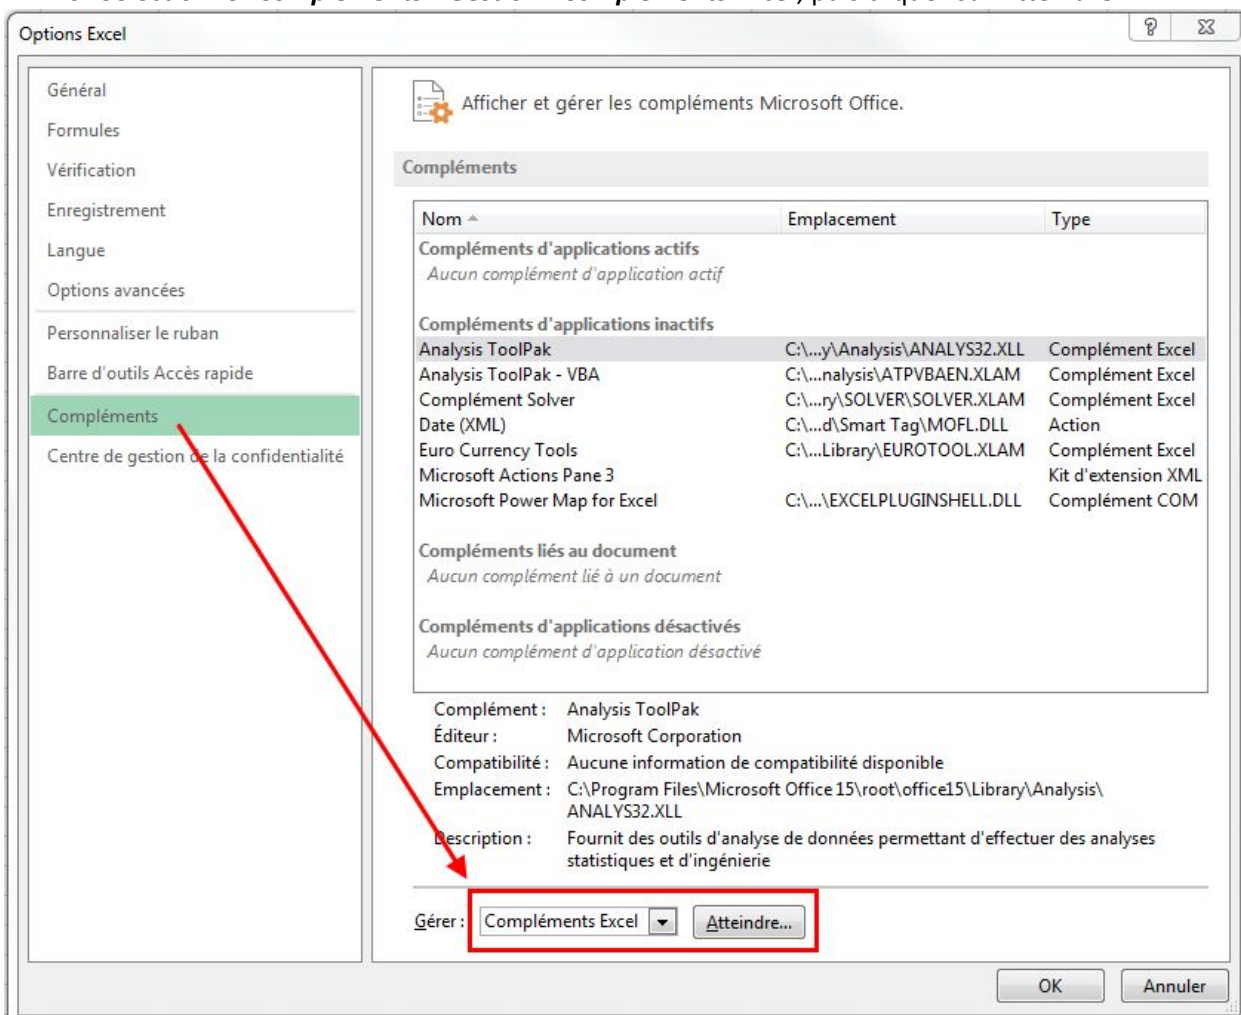 Options Excel
Général
Formules
Vérification
Enregistrement
Langue
Options avancées
Personnaliser le ruban
Barre d'outils Accès rapide
Compléments
Centre de gestion de la confidentialité
Afficher et gérer les compléments Microsoft Office.
Compléments
Nom Emplacement Type
Compléments d'applications actifs
Aucun complément d'application actif
Compléments d'applications inactifs
Analysis ToolPak C:\...y\Analysis\ANALYS32.XLL Complément Excel
Analysis ToolPak - VBA C:\...nalysis\ATPVBAEN.XLAM Complément Excel
Complément Solver C:\...ry\SOLVER\SOLVER.XLAM Complément Excel
Date (XML) C:\...d\Smart Tag\MOFL.DLL Action
Euro Currency Tools C:\...Library\EUROTOOL.XLAM Complément Excel
Microsoft Actions Pane 3 Kit d'extension XML
Microsoft Power Map for Excel C:\...\EXCELPLUGINSHELL.DLL Complément COM
Compléments liés au document
Aucun complément lié à un document
Compléments d'applications désactivés
Aucun complément d'application désactivé
Complément : Analysis ToolPak
Éditeur : Microsoft Corporation
Compatibilité : Aucune information de compatibilité disponible
Emplacement : C:\Program Files\Microsoft Office 15\root\office15\Library\Analysis\
ANALYS32.XLL
Description : Fournit des outils d'analyse de données permettant d'effectuer des analyses
statistiques et d'ingénierie
Gérer : Compléments Excel Atteindre...
OK Annuler